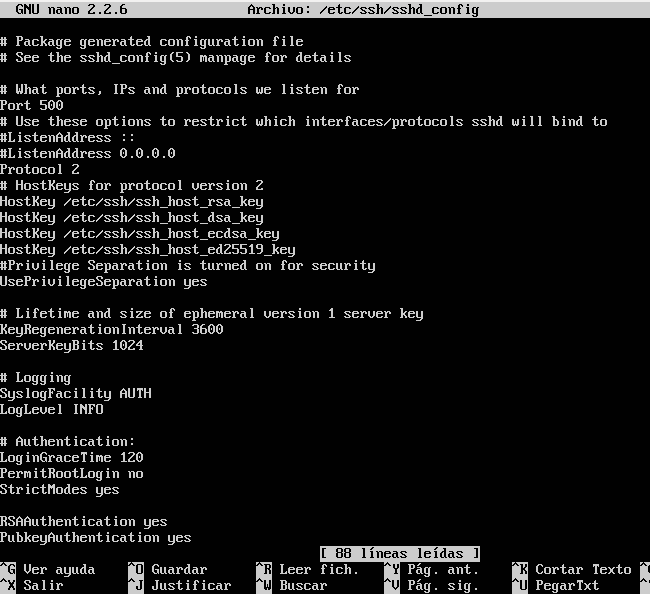 GNU nano 2.2.6 Archivo: /etc/ssh/sshd_config
# Package generated configuration file
# See the sshd_config(5) manpage for details
# What ports, IPs and protocols we listen for
Port 500
# Use these options to restrict which interfaces/protocols sshd will bind to
#ListenAddress ::
#ListenAddress 0.0.0.0
Protocol 2
# HostKeys for protocol version 2
HostKey /etc/ssh/ssh_host_rsa_key
HostKey /etc/ssh/ssh_host_dsa_key
HostKey /etc/ssh/ssh_host_ecdsa_key
HostKey /etc/ssh/ssh_host_ed25519_key
#Privilege Separation is turned on for security
UsePrivilegeSeparation yes
# Lifetime and size of ephemeral version 1 server key
KeyRegenerationInterval 3600
ServerKeyBits 1024
# Logging
SyslogFacility AUTH
LogLevel INFO
# Authentication:
LoginGraceTime 120
PermitRootLogin no
StrictModes yes
RSAAuthentication yes
PubkeyAuthentication yes
[ 88 líneas leídas ]
^G Ver ayuda ^O Guardar ^R Leer fich. ^Y Pág. ant. ^K Cortar Texto
^X Salir ^J Justificar ^W Buscar ^V Pág. sig. ^U PegarTxt